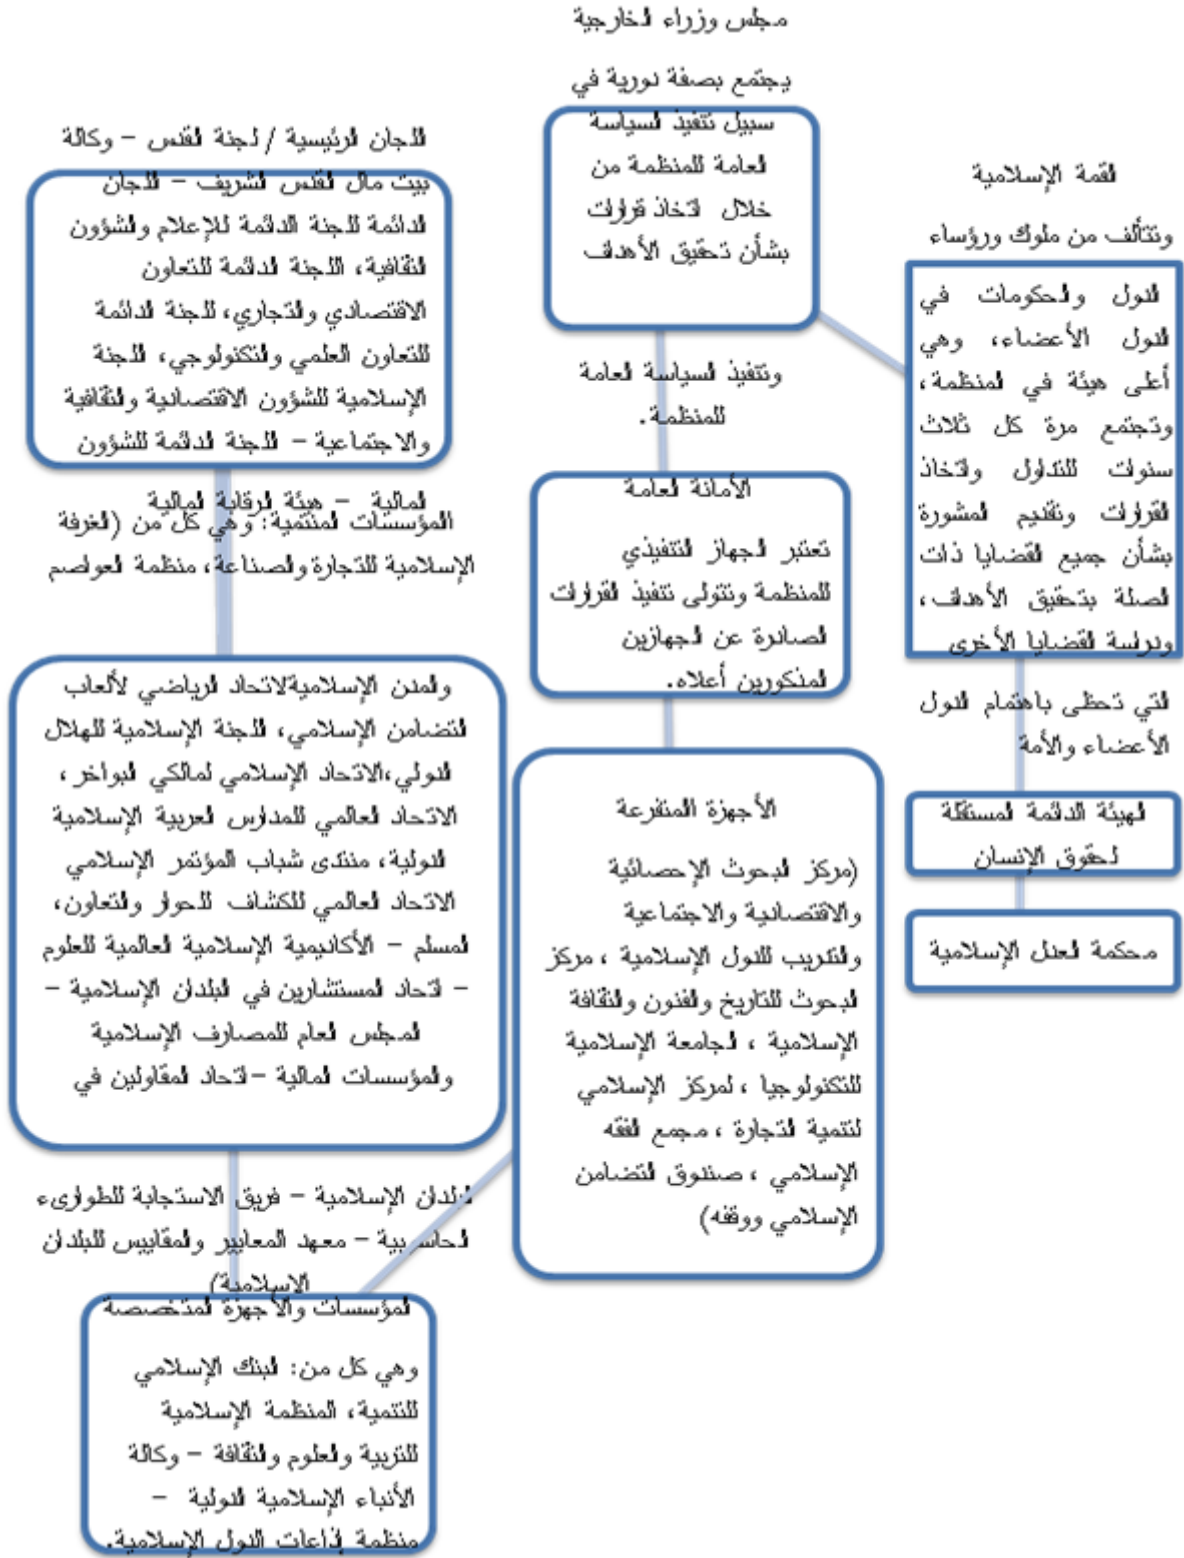 القمة الإسلامية
وتتألف من ملوك ورؤساء
الدول والحكومات في
الدول الأعضاء، وهي
أعلى هيئة في المنظمة،
وتجتمع مرة كل ثلاث
سنوات للتداول واتخاذ
القرارات وتقديم المشورة
بشأن جميع القضايا ذات
الصلة بتحقيق الأهداف،
ودراسة القضايا الأخرى
التي تحظى باهتمام الدول
الأعضاء والأمة
الهيئة الدائمة المستقلة
لحقوق الإنسان
محكمة العدل الإسلامية
مجلس وزراء الخارجية
يجتمع بصفة دورية في
سبيل تنفيذ السياسة
العامة للمنظمة من
خلال اتخاذ قرارات
بشأن تحقيق الأهداف
وتنفيذ السياسة العامة
للمنظمة.
الأمانة العامة
تعتبر الجهاز التنفيذي
للمنظمة وتتولى تنفيذ القرارات
الصادرة عن الجهازين
المذكورين أعلاه.
الأجهزة المتفرعة
(مركز البحوث الإحصائية
والاقتصادية والاجتماعية
والتدريب للدول الإسلامية ، مركز
البحوث للتاريخ والفنون والثقافة
الإسلامية ، الجامعة الإسلامية
للتكنولوجيا ، المركز الإسلامي
لتنمية التجارة ، مجمع الفقه
الإسلامي ، صندوق التضامن
الإسلامي ووقفه)
اللجان الرئيسية / لجنة القدس – وكالة
بيت مال القدس الشريف – اللجان
الدائمة للجنة الدائمة للإعلام والشؤون
الثقافية، اللجنة الدائمة للتعاون
الاقتصادي والتجاري، اللجنة الدائمة
للتعاون العلمي والتكنولوجي، اللجنة
الإسلامية للشؤون الاقتصادية والثقافية
والاجتماعية – اللجنة الدائمة للشؤون
المالية – هيئة الرقابة المالية
المؤسسات المنتمية: وهي كل من (الغرفة
الإسلامية للتجارة والصناعة، منظمة العواصم
والمدن الإسلاميةلاتحاد الرياضي لألعاب
التضامن الإسلامي، اللجنة الإسلامية للهلال
الدولي،الاتحاد الإسلامي لمالكي البواخر،
الاتحاد العالمي للمدارس العربية الإسلامية
الدولية، منتدى شباب المؤتمر الإسلامي
الاتحاد العالمي للكشاف للحوار والتعاون،
المسلم – الأكاديمية الإسلامية العالمية للعلوم
– اتحاد المستشارين في البلدان الإسلامية –
المجلس العام للمصارف الإسلامية
والمؤسسات المالية –اتحاد المقاولين في
البلدان الإسلامية – فريق الاستجابة للطوارىء
الحاسوبية – معهد المعايير والمقاييس للبلدان
الإسلامية)
المؤسسات والأجهزة المتخصصة
وهي كل من: البنك الإسلامي
للتنمية، المنظمة الإسلامية
للتربية والعلوم والثقافة – وكالة
الأنباء الإسلامية الدولية –
منظمة إذاعات الدول الإسلامية.